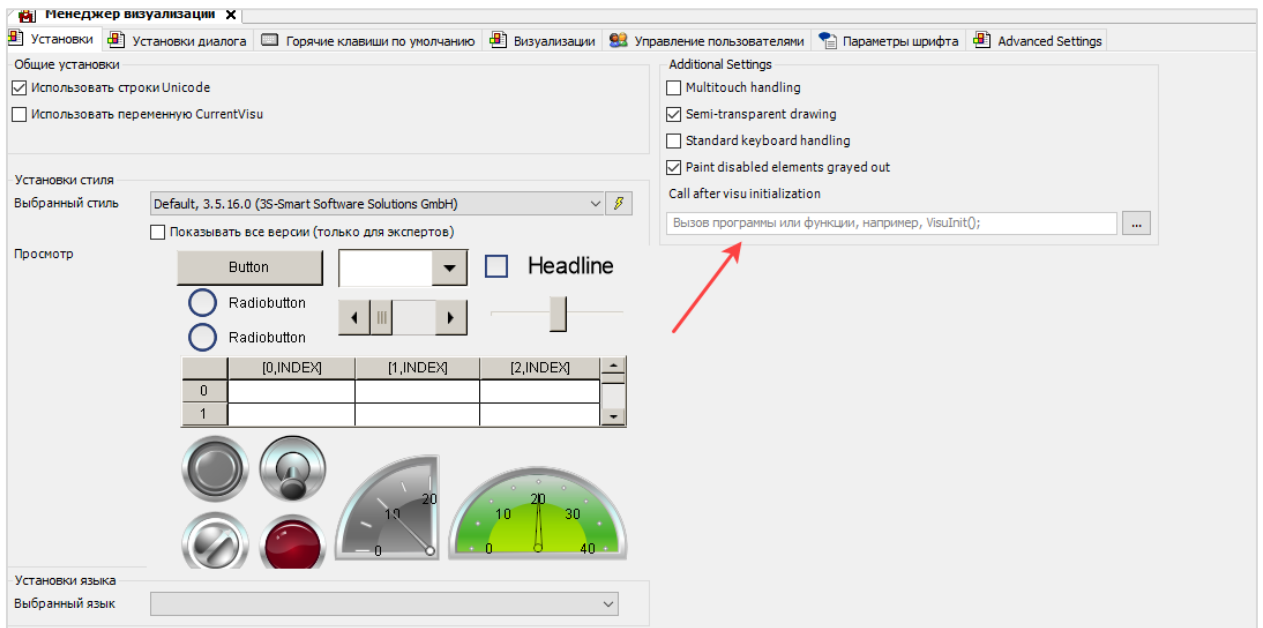 Менеджер визуализации X
Установки Установки диалога Горячие клавиши по умолчанию Визуализации Управление пользователями Параметры шрифта Advanced Settings
Общие установки
Использовать строки Unicode
Использовать переменную CurrentVisu
Установки стиля
Выбранный стиль Default, 3.5.16.0 (3S-Smart Software Solutions GmbH)
Показывать все версии (только для экспертов)
Просмотр
Button
Headline
Radiobutton
Radiobutton
[0,INDEX] [1,INDEX] [2,INDEX]
0
1
0 10 20
0 10 20 30 40
Установки языка
Выбранный язык
Additional Settings
Multitouch handling
Semi-transparent drawing
Standard keyboard handling
Paint disabled elements grayed out
Call after visu initialization
Вызов программы или функции, например, VisuInit(); ...